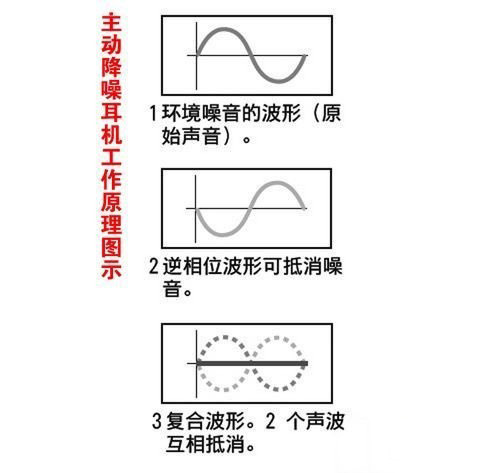 主动降噪耳机工作原理图示
1环境噪音的波形（原
始声音）。
2逆相位波形可抵消噪
音。
3复合波形。2 个声波
互相抵消。